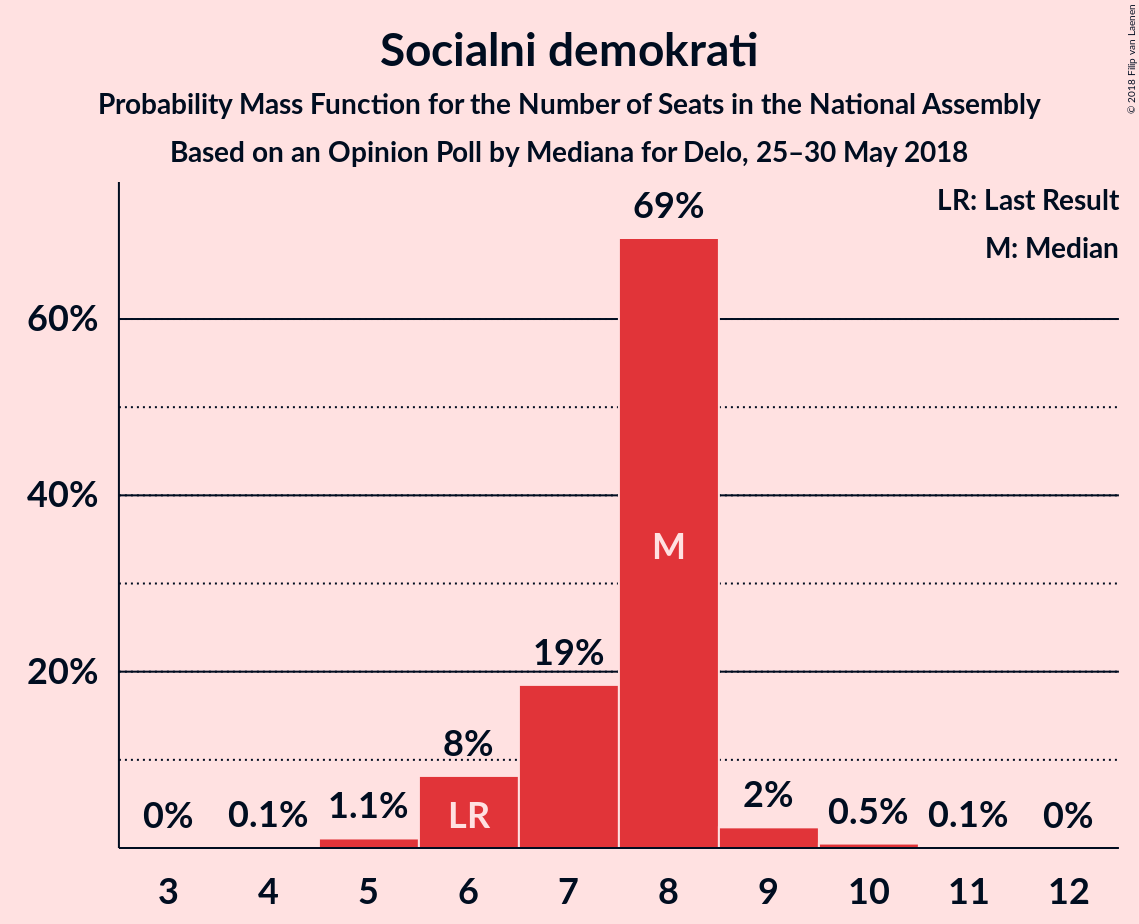 Socialni demokrati
Probability Mass Function for the Number of Seats in the National Assembly
Based on an Opinion Poll by Mediana for Delo, 25–30 May 2018
© 2018 Filip van Laenen
LR: Last Result
M: Median
60%
40%
20%
0%
0.1%
1.1%
8%
19%
69%
2%
0.5%
0.1%
0%
LR
M
3 4 5 6 7 8 9 10 11 12